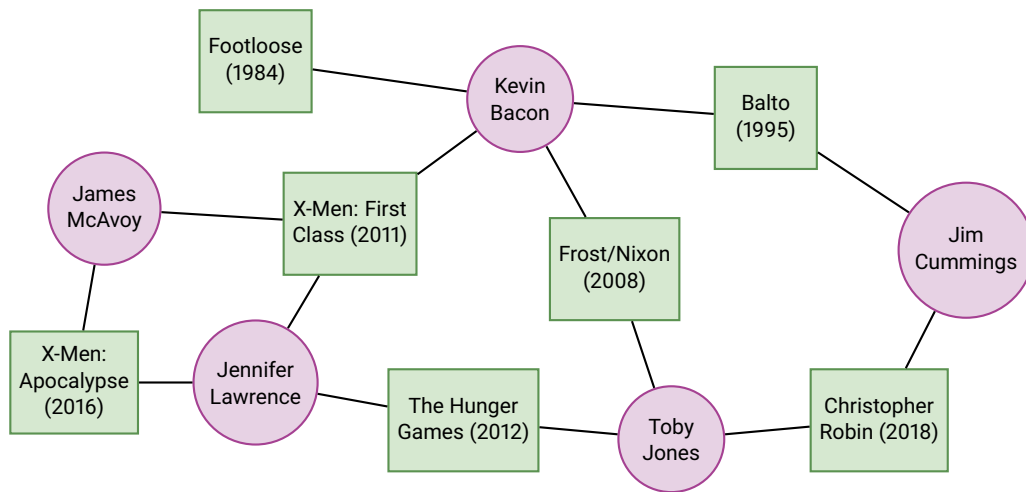 Footloose
(1984)
Kevin
Bacon
Balto
(1995)
James
McAvoy
X-Men: First
Class (2011)
Frost/Nixon
(2008)
Jim
Cummings
X-Men:
Apocalypse
(2016)
Jennifer
Lawrence
The Hunger
Games (2012)
Toby
Jones
Christopher
Robin (2018)